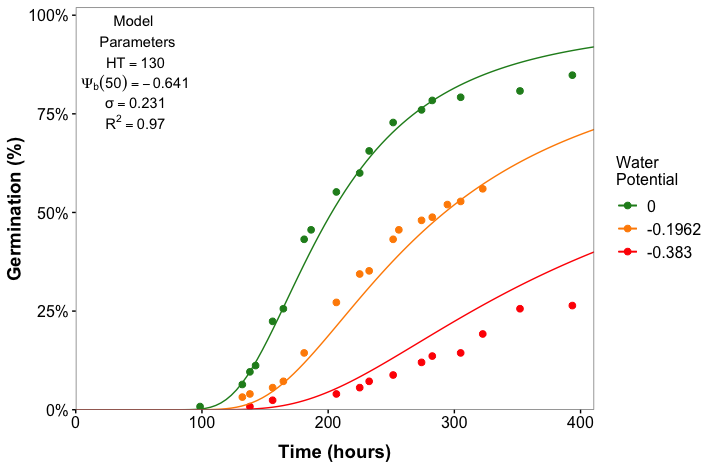 Model
Parameters
HT = 130
Ψb(50) = −0.641
σ = 0.231
R² = 0.97
100%
75%
50%
25%
0%
Germination (%)
0 100 200 300 400
Time (hours)
Water
Potential
0
-0.1962
-0.383